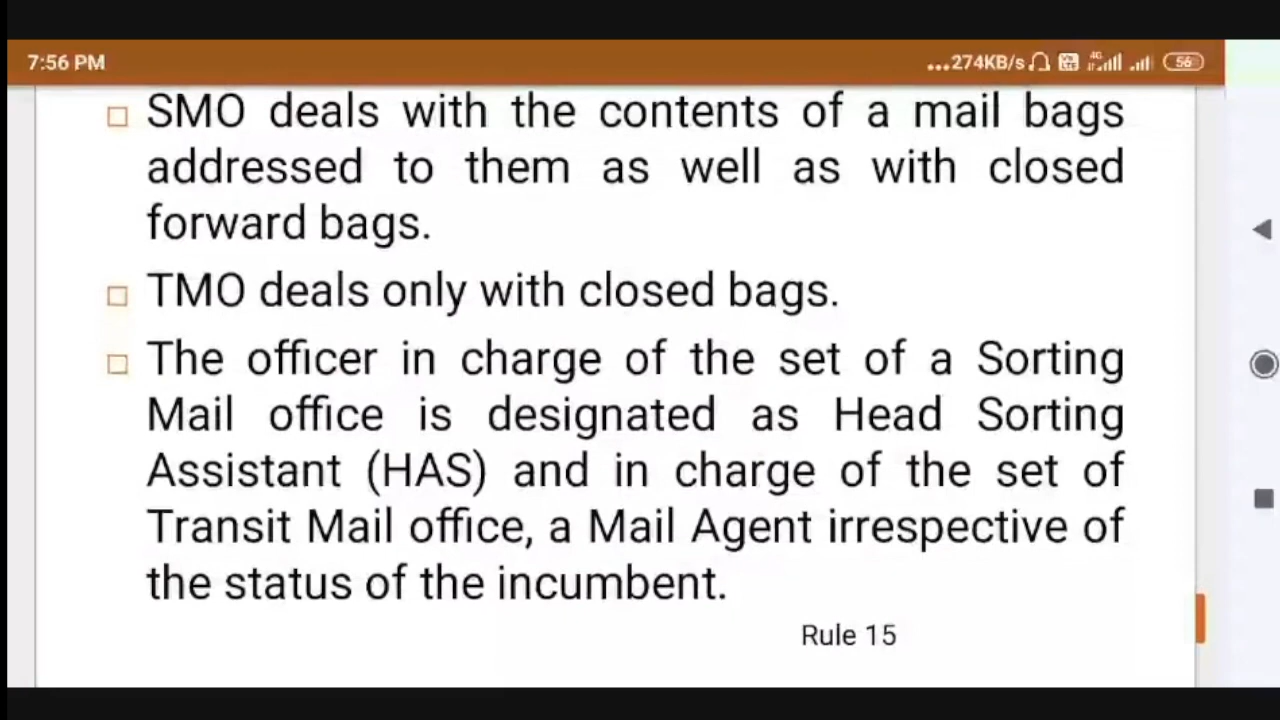 7:56 PM
...274KB/s 4G 56
SMO deals with the contents of a mail bags
addressed to them as well as with closed
forward bags.
TMO deals only with closed bags.
The officer in charge of the set of a Sorting
Mail office is designated as Head Sorting
Assistant (HAS) and in charge of the set of
Transit Mail office, a Mail Agent irrespective of
the status of the incumbent.
Rule 15